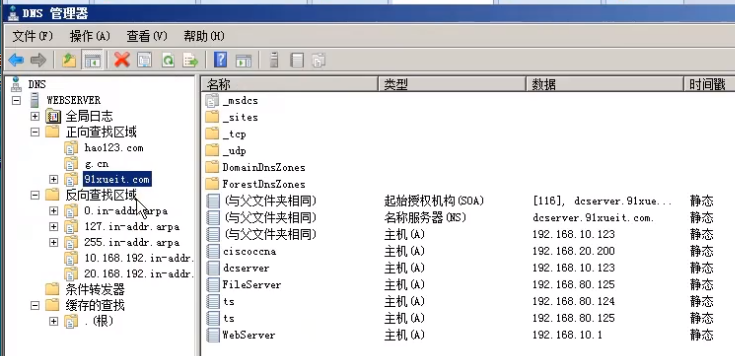 DNS 管理器
文件(F) 操作(A) 查看(V) 帮助(H)
DNS
WEBSERVER
全局日志
正向查找区域
hao123.com
g.cn
91xueit.com
反向查找区域
0.in-addr.arpa
127.in-addr.arpa
255.in-addr.arpa
10.168.192.in-addr.
20.168.192.in-addr.
条件转发器
缓存的查找
.(根)
名称 类型 数据 时间戳
_msdcs
_sites
_tcp
_udp
DomainDnsZones
ForestDnsZones
(与父文件夹相同) 起始授权机构(SOA) [116], dcserver.91xue... 静态
(与父文件夹相同) 名称服务器(NS) dcserver.91xueit.com. 静态
(与父文件夹相同) 主机(A) 192.168.10.123 静态
ciscoccna 主机(A) 192.168.20.200 静态
dcserver 主机(A) 192.168.10.123 静态
FileServer 主机(A) 192.168.80.125 静态
ts 主机(A) 192.168.80.124 静态
ts 主机(A) 192.168.80.125 静态
WebServer 主机(A) 192.168.10.1 静态